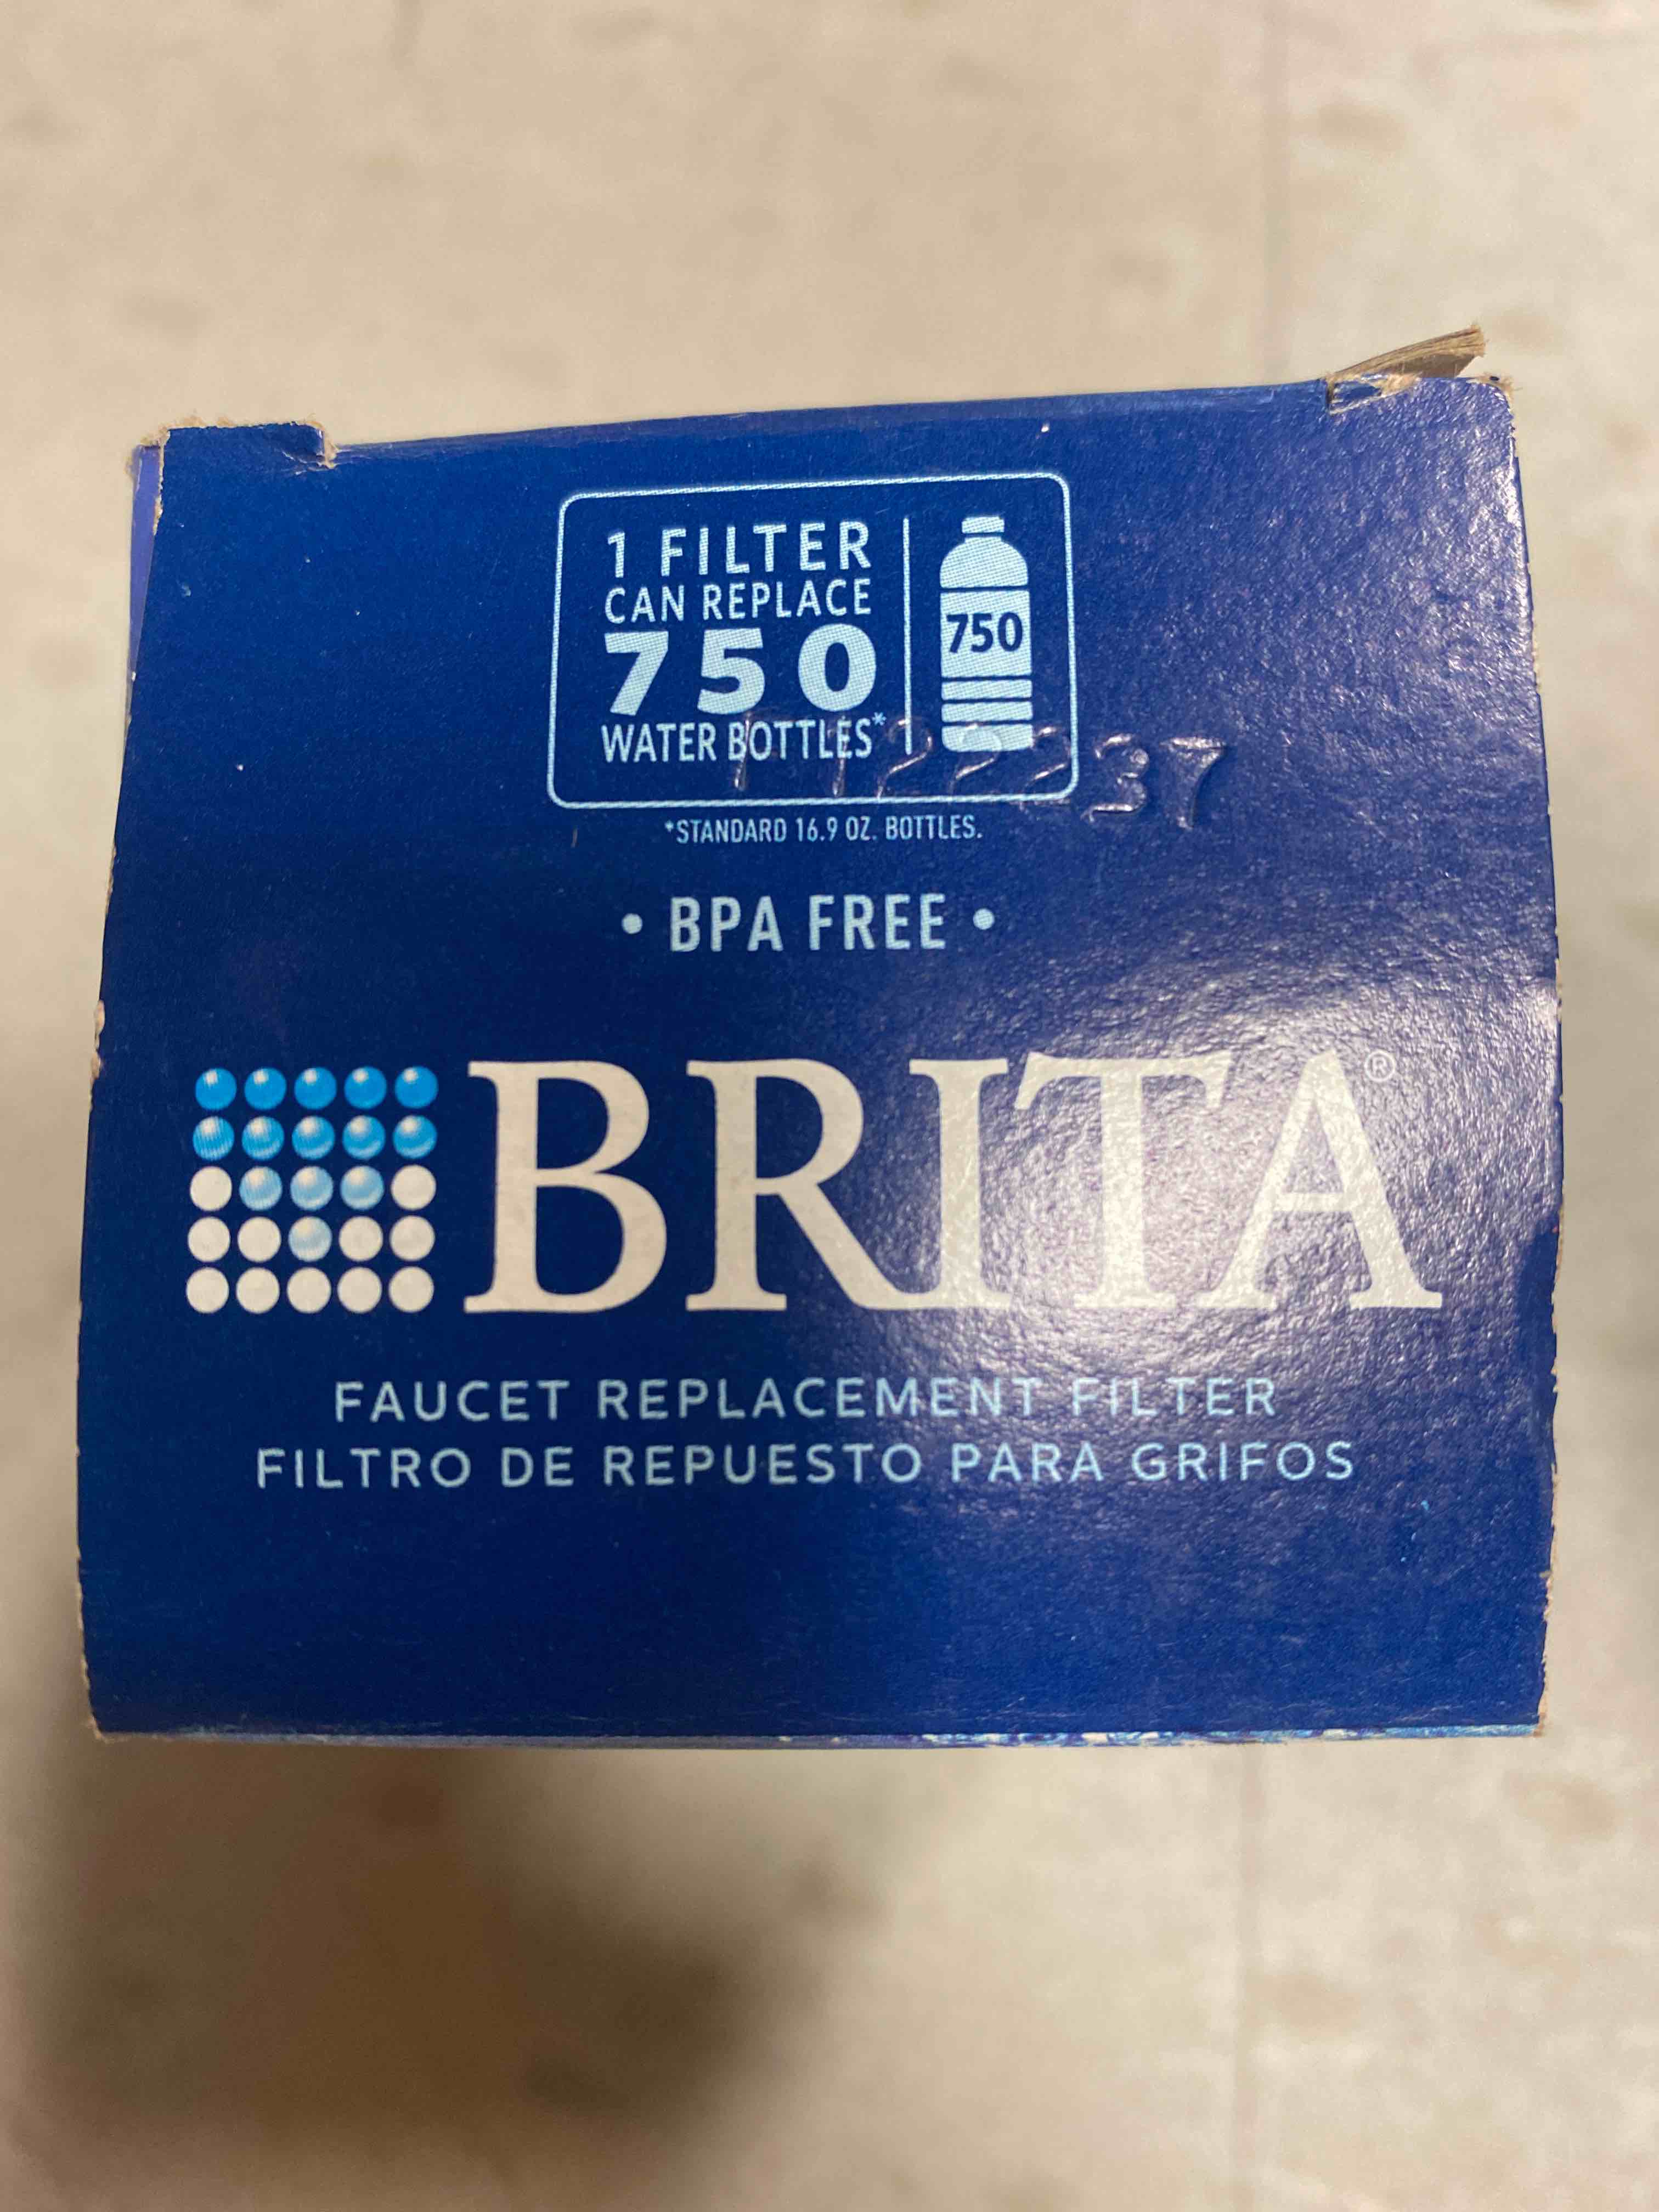 1 FILTER
CAN REPLACE
750
WATER BOTTLES*
750
*STANDARD 16.9 OZ. BOTTLES.
• BPA FREE •
BRITA®
FAUCET REPLACEMENT FILTER
FILTRO DE REPUESTO PARA GRIFOS